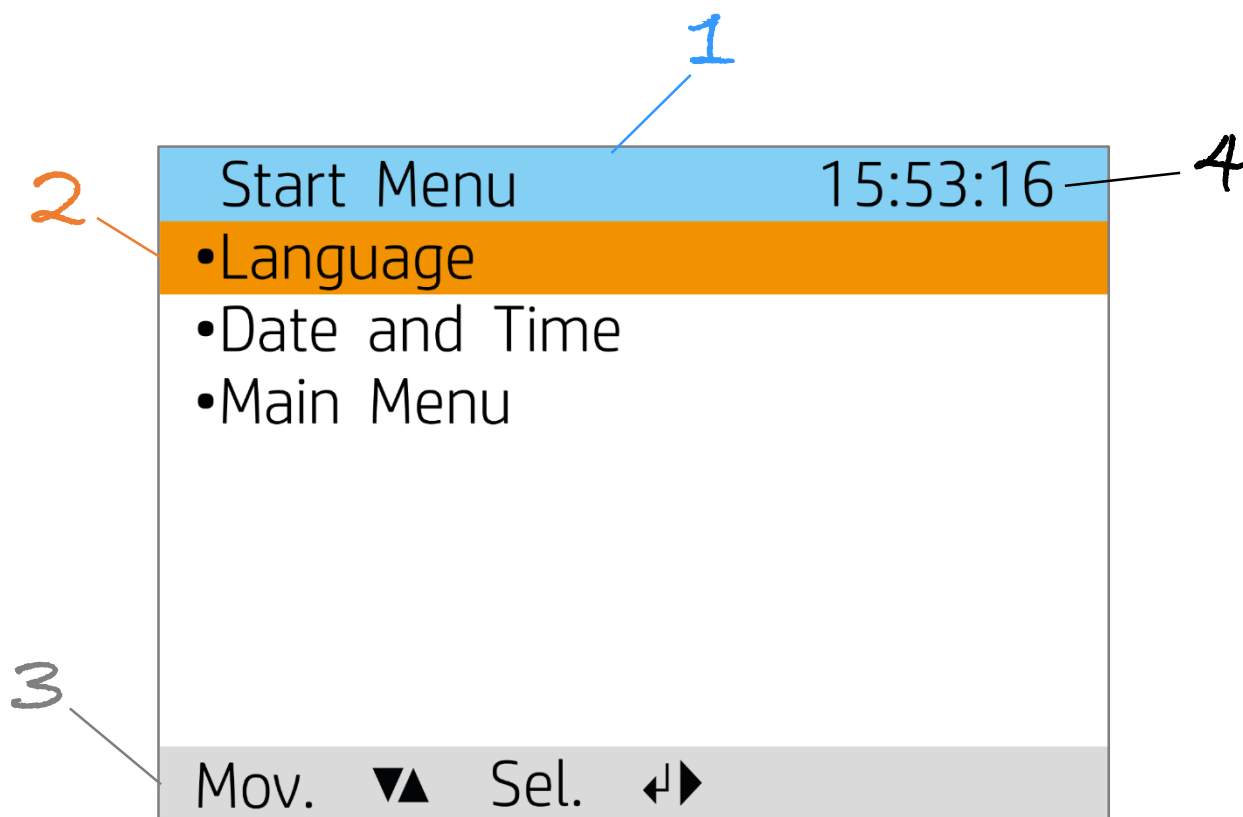 1
Start Menu 15:53:16
4
2
•Language
•Date and Time
•Main Menu
3
Mov. ▼▲ Sel. ↲▶